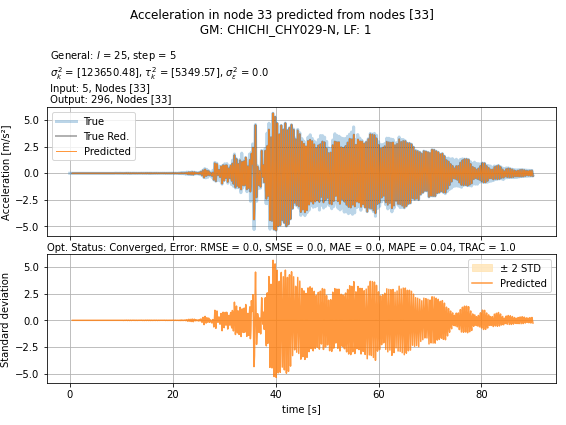 Acceleration in node 33 predicted from nodes [33]
GM: CHICHI_CHY029-N, LF: 1
General: l = 25, step = 5
σ²ₖ = [123650.48], τ²ₖ = [5349.57], σ²ε = 0.0
Input: 5, Nodes [33]
Output: 296, Nodes [33]
Acceleration [m/s²]
5.0
2.5
0.0
−2.5
−5.0
True
True Red.
Predicted
Opt. Status: Converged, Error: RMSE = 0.0, SMSE = 0.0, MAE = 0.0, MAPE = 0.04, TRAC = 1.0
Standard deviation
5.0
2.5
0.0
−2.5
−5.0
± 2 STD
Predicted
0 20 40 60 80
time [s]